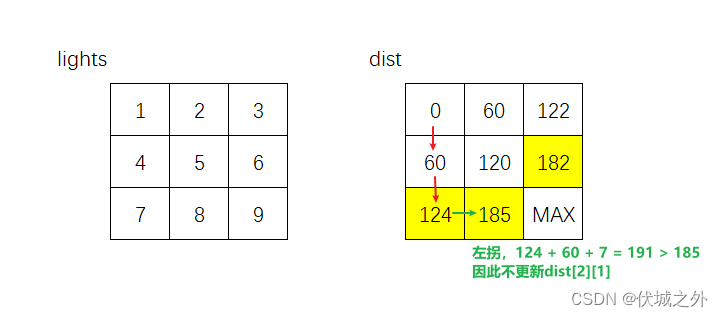 lights
dist
1 2 3
4 5 6
7 8 9
0 60 122
60 120 182
124 185 MAX
左拐，124 + 60 + 7 = 191 > 185
因此不更新dist[2][1]
CSDN @伏城之外